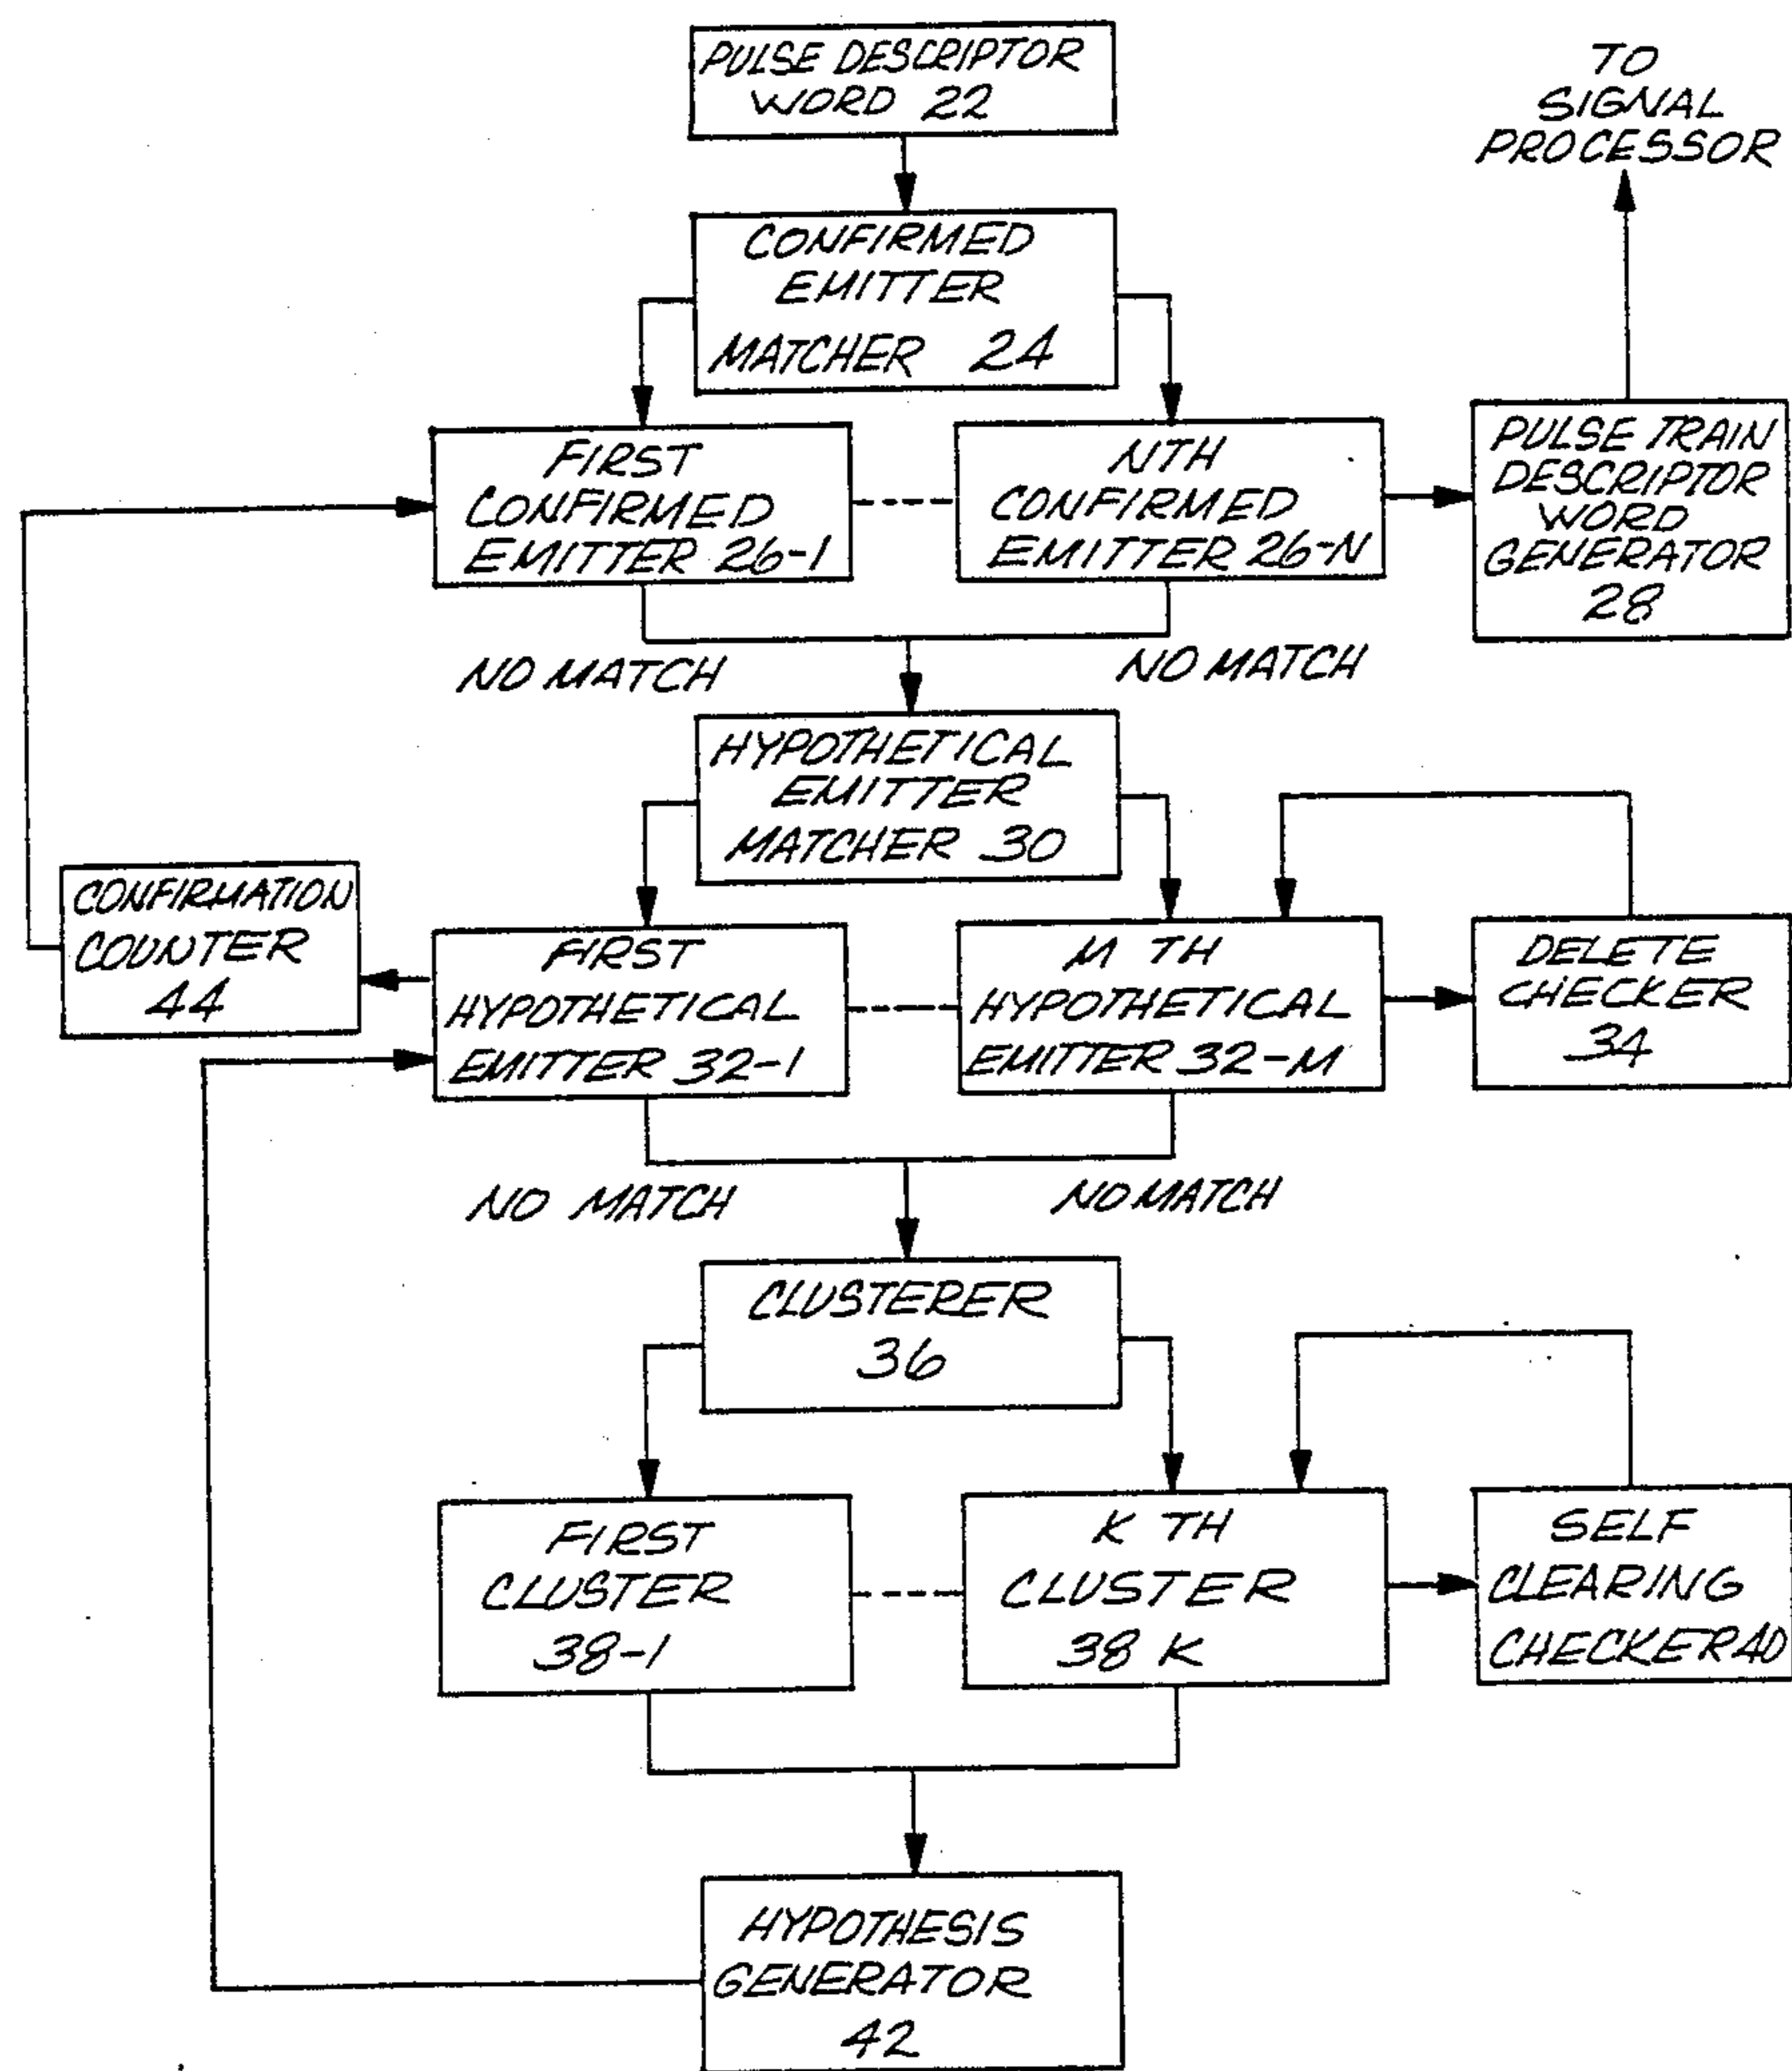 PULSE DESCRIPTOR
WORD 22
TO
SIGNAL
PROCESSOR
CONFIRMED
EMITTER
MATCHER 24
FIRST
CONFIRMED
EMITTER 26-1
NTH
CONFIRMED
EMITTER 26-N
PULSE TRAIN
DESCRIPTOR
WORD
GENERATOR
28
NO MATCH
NO MATCH
HYPOTHETICAL
EMITTER
MATCHER 30
CONFIRMATION
COUNTER
44
FIRST
HYPOTHETICAL
EMITTER 32-1
M TH
HYPOTHETICAL
EMITTER 32-M
DELETE
CHECKER
34
NO MATCH
NO MATCH
CLUSTERER
36
FIRST
CLUSTER
38-1
K TH
CLUSTER
38 K
SELF
CLEARING
CHECKER 40
HYPOTHESIS
GENERATOR
42